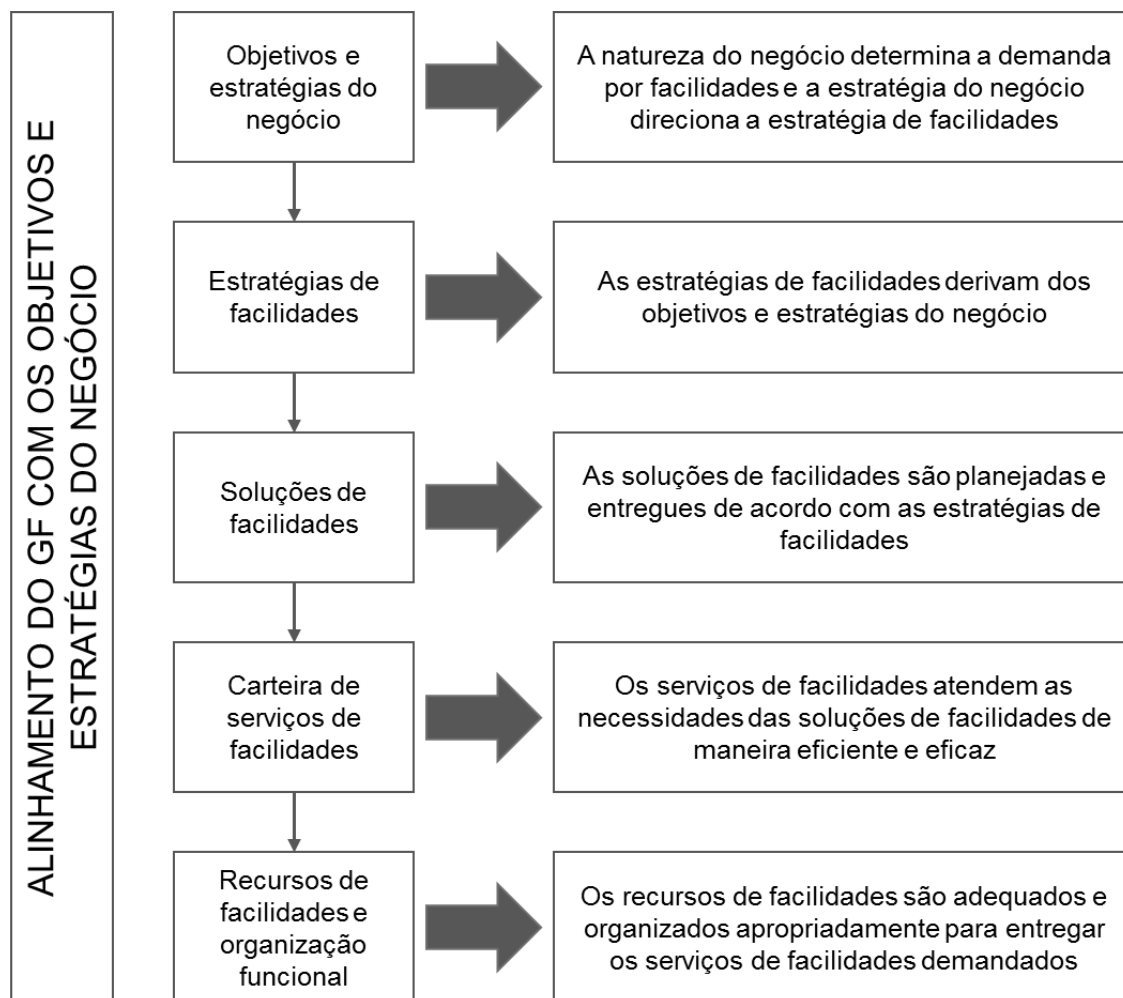 ALINHAMENTO DO GF COM OS OBJETIVOS E
ESTRATÉGIAS DO NEGÓCIO
Objetivos e
estratégias do
negócio
A natureza do negócio determina a demanda
por facilidades e a estratégia do negócio
direciona a estratégia de facilidades
Estratégias de
facilidades
As estratégias de facilidades derivam dos
objetivos e estratégias do negócio
Soluções de
facilidades
As soluções de facilidades são planejadas e
entregues de acordo com as estratégias de
facilidades
Carteira de
serviços de
facilidades
Os serviços de facilidades atendem as
necessidades das soluções de facilidades de
maneira eficiente e eficaz
Recursos de
facilidades e
organização
funcional
Os recursos de facilidades são adequados e
organizados apropriadamente para entregar
os serviços de facilidades demandados